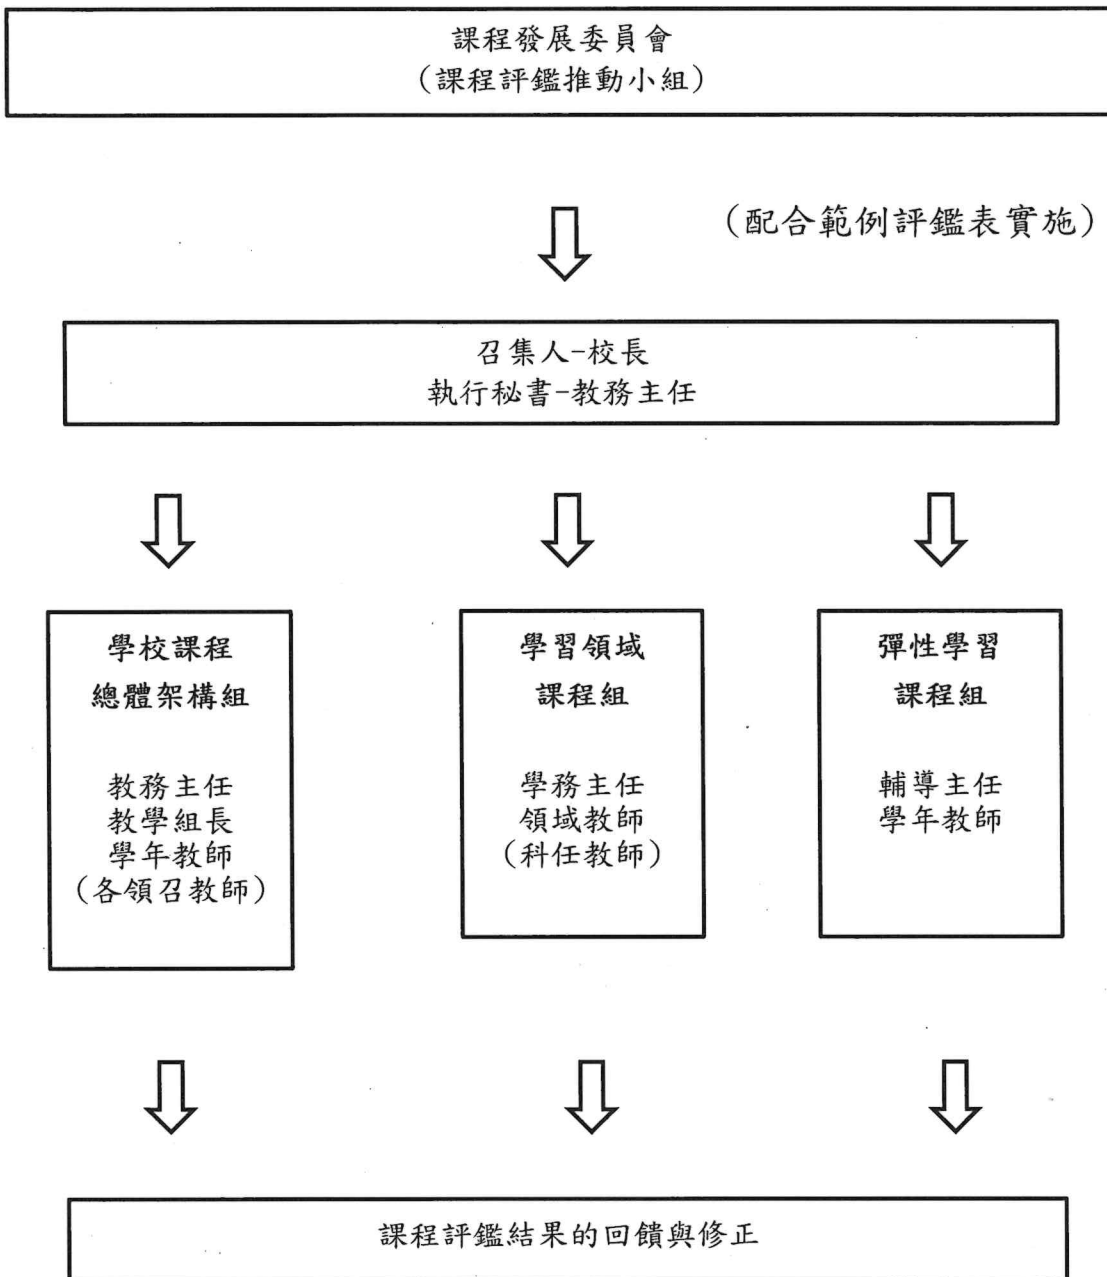 課程發展委員會
(課程評鑑推動小組)
(配合範例評鑑表實施)
召集人-校長
執行秘書-教務主任
學校課程
總體架構組
教務主任
教學組長
學年教師
(各領召教師)
學習領域
課程組
學務主任
領域教師
(科任教師)
彈性學習
課程組
輔導主任
學年教師
課程評鑑結果的回饋與修正